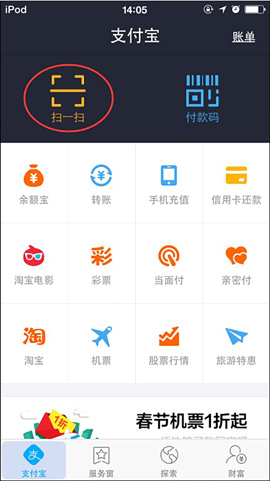 iPod 14:05
支付宝 账单
扫一扫 付款码
余额宝 转账 手机充值 信用卡还款
淘宝电影 彩票 当面付 亲密付
淘宝 机票 股票行情 旅游特惠
1折
春节机票1折起
支付宝 服务窗 探索 财富